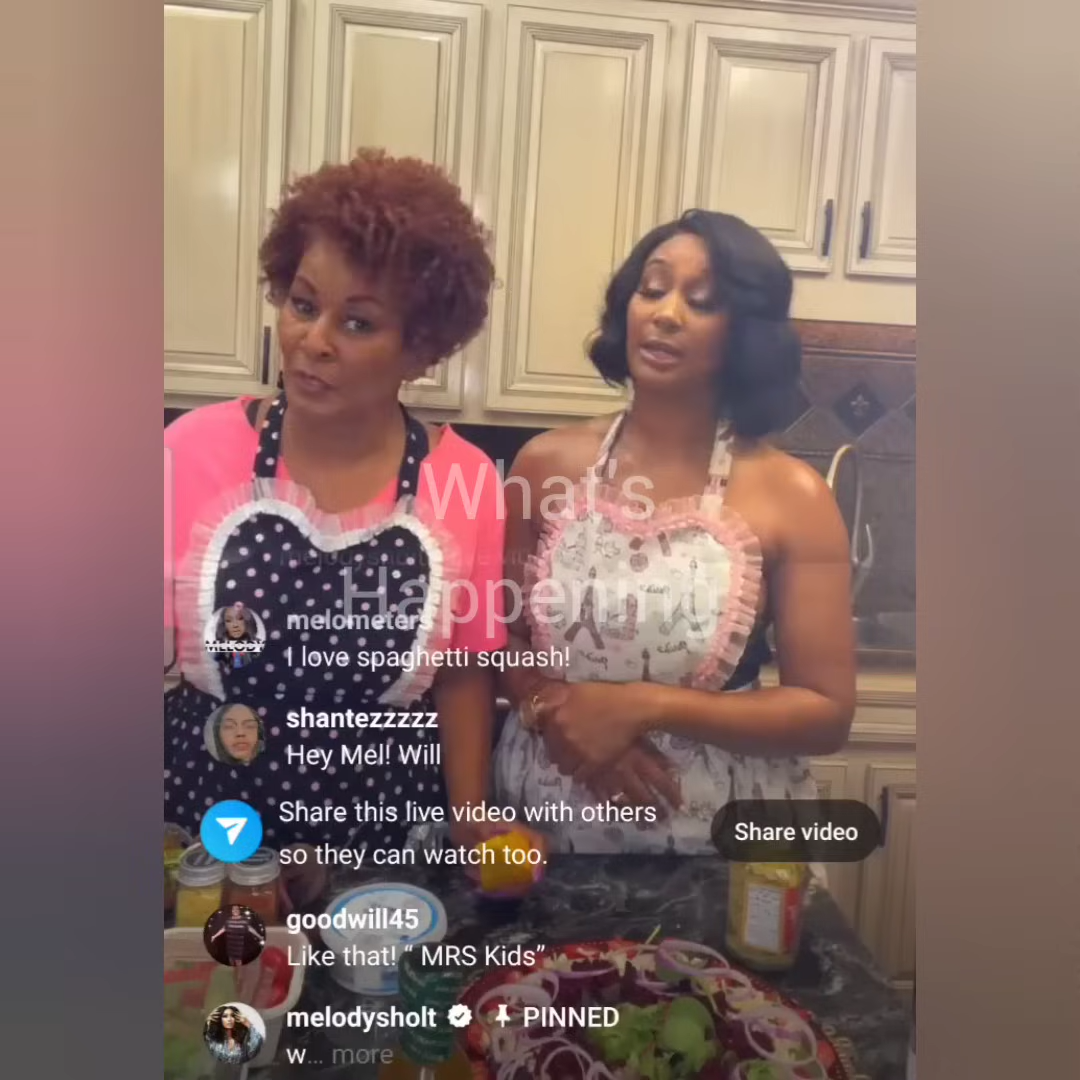 What's
Happening
melometers
MELODY
I love spaghetti squash!
shantezzzzz
Hey Mel! Will
Share this live video with others
so they can watch too.
Share video
goodwill45
Like that! “ MRS Kids”
melodysholt PINNED
w... more